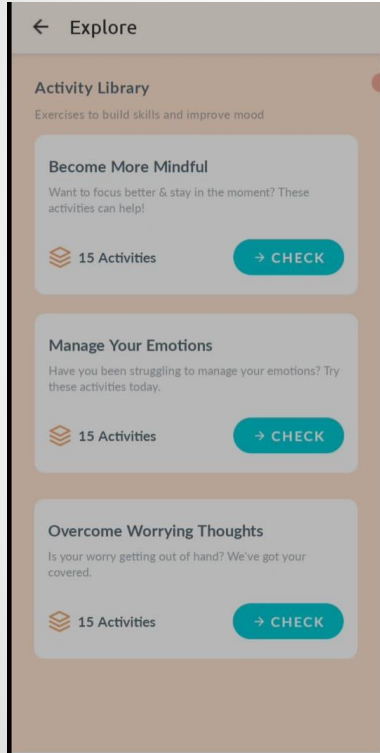 ← Explore
Activity Library
Exercises to build skills and improve mood
Become More Mindful
Want to focus better & stay in the moment? These
activities can help!
15 Activities
→ CHECK
Manage Your Emotions
Have you been struggling to manage your emotions? Try
these activities today.
15 Activities
→ CHECK
Overcome Worrying Thoughts
Is your worry getting out of hand? We've got your
covered.
15 Activities
→ CHECK